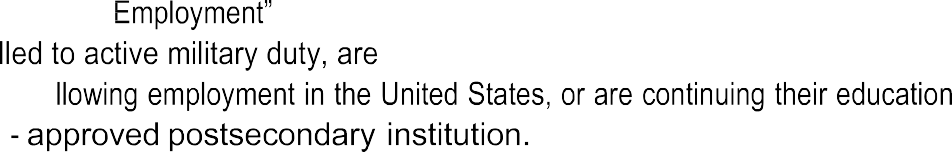 Employment”
lled to active military duty, are
llowing employment in the United States, or are continuing their education
- approved postsecondary institution.